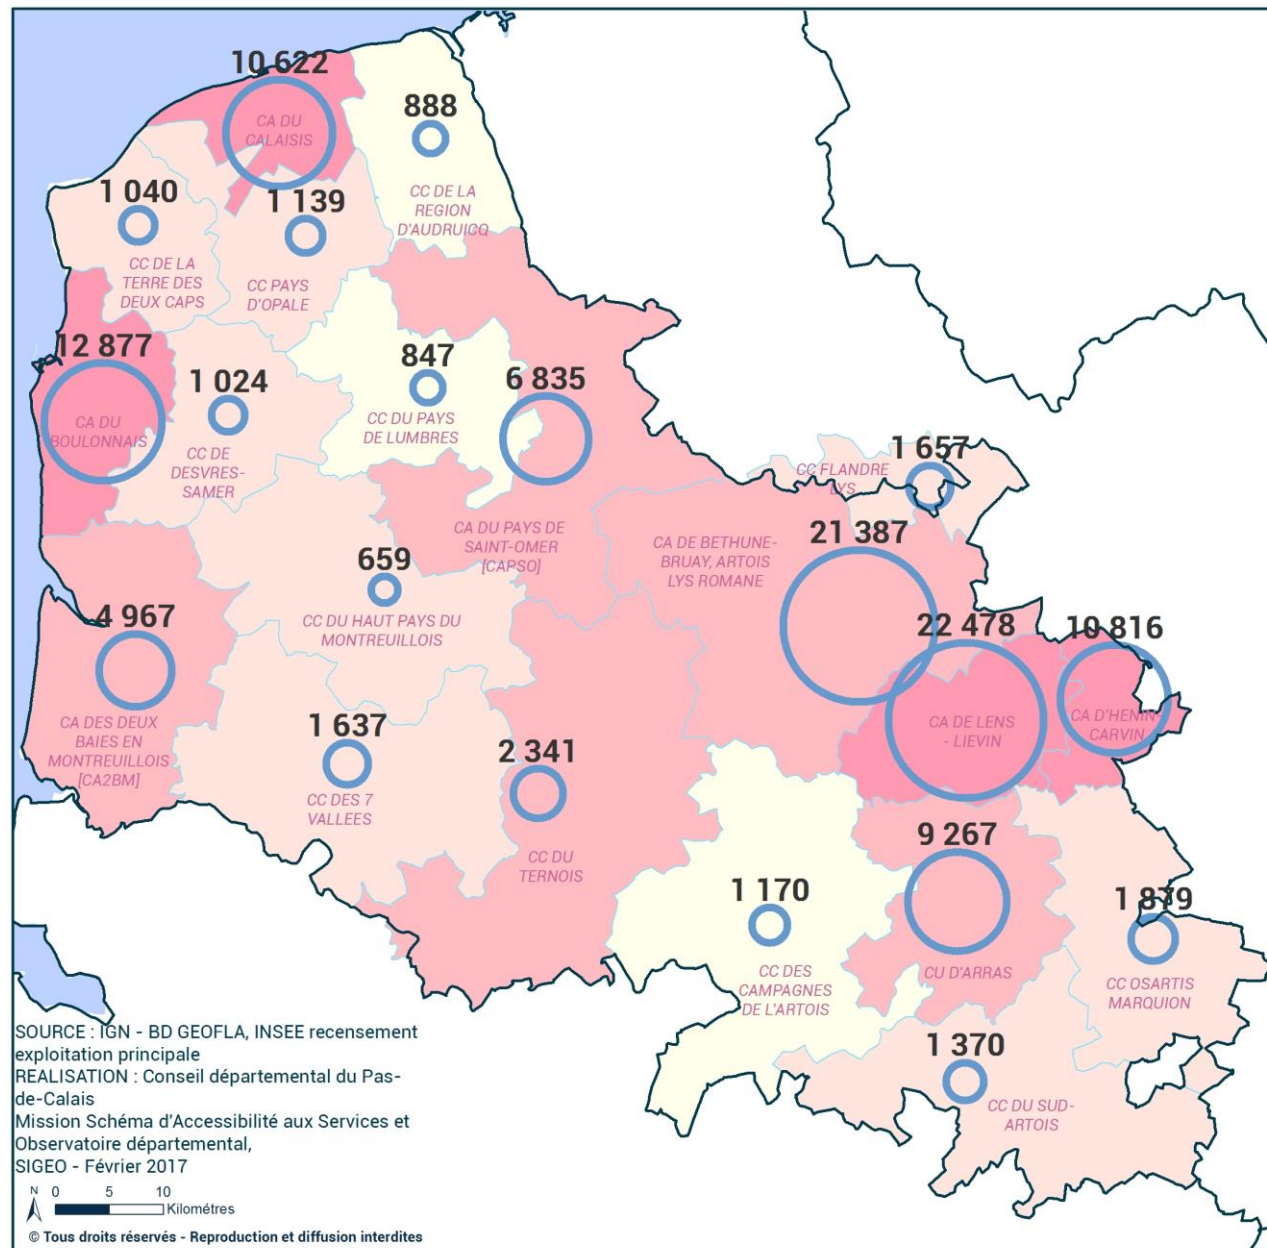 10 622
CA DU
CALAISIS
888
CC DE LA
REGION
D'AUDRUICQ
1 040
CC DE LA
TERRE DES
DEUX CAPS
1 139
CC PAYS
D'OPALE
12 877
CA DU
BOULONNAIS
1 024
CC DE
DESVRES-
SAMER
847
CC DU PAYS
DE LUMBRES
6 835
CA DU PAYS DE
SAINT-OMER
[CAPSO]
1 657
CC FLANDRE
LYS
21 387
CA DE BETHUNE-
BRUAY, ARTOIS
LYS ROMANE
659
CC DU HAUT PAYS DU
MONTREUILLOIS
4 967
CA DES DEUX
BAIES EN
MONTREUILLOIS
[CA2BM]
22 478
CA DE LENS
- LIEVIN
10 816
CA D'HENIN-
CARVIN
1 637
CC DES 7
VALLEES
2 341
CC DU
TERNOIS
9 267
CU D'ARRAS
1 170
CC DES
CAMPAGNES
DE L'ARTOIS
1 879
CC OSARTIS
MARQUION
1 370
CC DU SUD-
ARTOIS
SOURCE : IGN - BD GEOFLA, INSEE recensement
exploitation principale
REALISATION : Conseil départemental du Pas-
de-Calais
Mission Schéma d'Accessibilité aux Services et
Observatoire départemental,
SIGEO - Février 2017
N
0 5 10
Kilométres
© Tous droits réservés - Reproduction et diffusion interdites